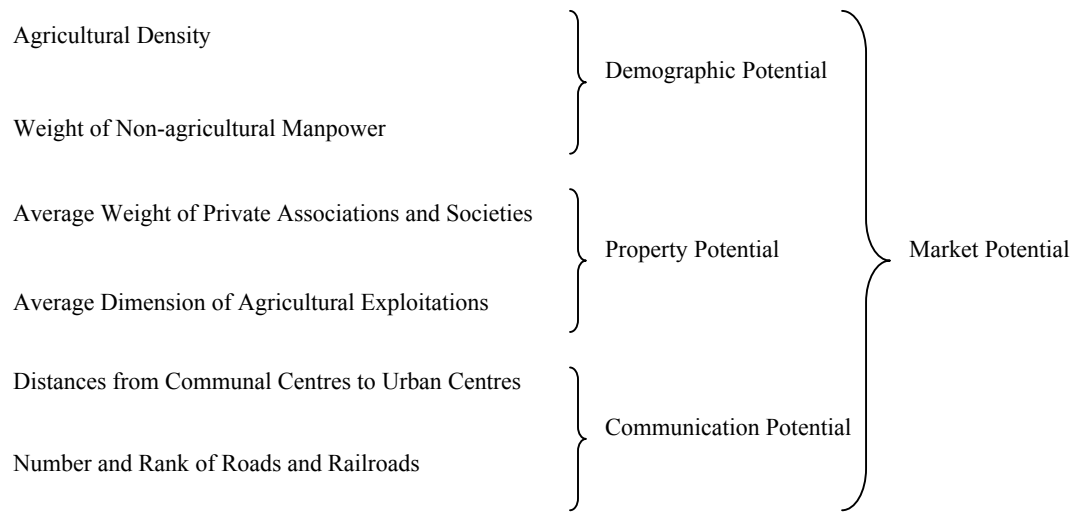 Agricultural Density
Demographic Potential
Weight of Non-agricultural Manpower
Average Weight of Private Associations and Societies
Property Potential
Market Potential
Average Dimension of Agricultural Exploitations
Distances from Communal Centres to Urban Centres
Communication Potential
Number and Rank of Roads and Railroads